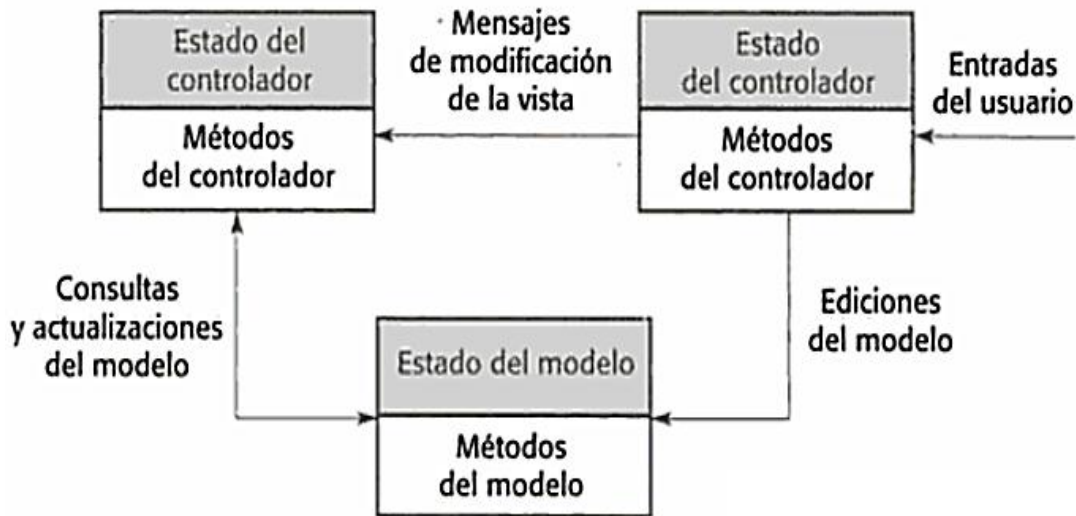 Estado del
controlador
Métodos
del controlador
Mensajes
de modificación
de la vista
Estado
del controlador
Métodos
del controlador
Entradas
del usuario
Consultas
y actualizaciones
del modelo
Estado del modelo
Métodos
del modelo
Ediciones
del modelo